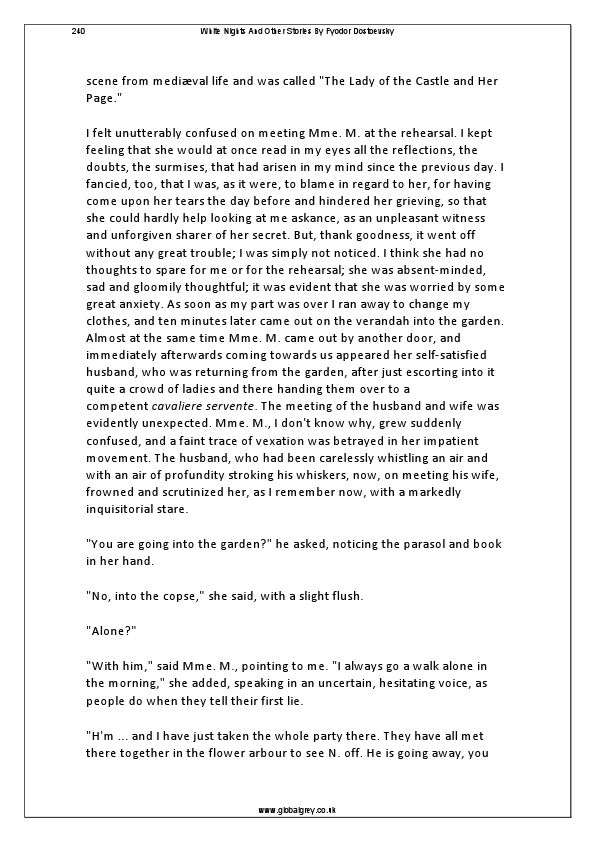 240
White Nights And Other Stories By Fyodor Dostoevsky
scene from mediæval life and was called "The Lady of the Castle and Her
Page."
I felt unutterably confused on meeting Mme. M. at the rehearsal. I kept
feeling that she would at once read in my eyes all the reflections, the
doubts, the surmises, that had arisen in my mind since the previous day. I
fancied, too, that I was, as it were, to blame in regard to her, for having
come upon her tears the day before and hindered her grieving, so that
she could hardly help looking at me askance, as an unpleasant witness
and unforgiven sharer of her secret. But, thank goodness, it went off
without any great trouble; I was simply not noticed. I think she had no
thoughts to spare for me or for the rehearsal; she was absent-minded,
sad and gloomily thoughtful; it was evident that she was worried by some
great anxiety. As soon as my part was over I ran away to change my
clothes, and ten minutes later came out on the verandah into the garden.
Almost at the same time Mme. M. came out by another door, and
immediately afterwards coming towards us appeared her self-satisfied
husband, who was returning from the garden, after just escorting into it
quite a crowd of ladies and there handing them over to a
competent cavaliere servente. The meeting of the husband and wife was
evidently unexpected. Mme. M., I don't know why, grew suddenly
confused, and a faint trace of vexation was betrayed in her impatient
movement. The husband, who had been carelessly whistling an air and
with an air of profundity stroking his whiskers, now, on meeting his wife,
frowned and scrutinized her, as I remember now, with a markedly
inquisitorial stare.
"You are going into the garden?" he asked, noticing the parasol and book
in her hand.
"No, into the copse," she said, with a slight flush.
"Alone?"
"With him," said Mme. M., pointing to me. "I always go a walk alone in
the morning," she added, speaking in an uncertain, hesitating voice, as
people do when they tell their first lie.
"H'm ... and I have just taken the whole party there. They have all met
there together in the flower arbour to see N. off. He is going away, you
www.globalgrey.co.uk